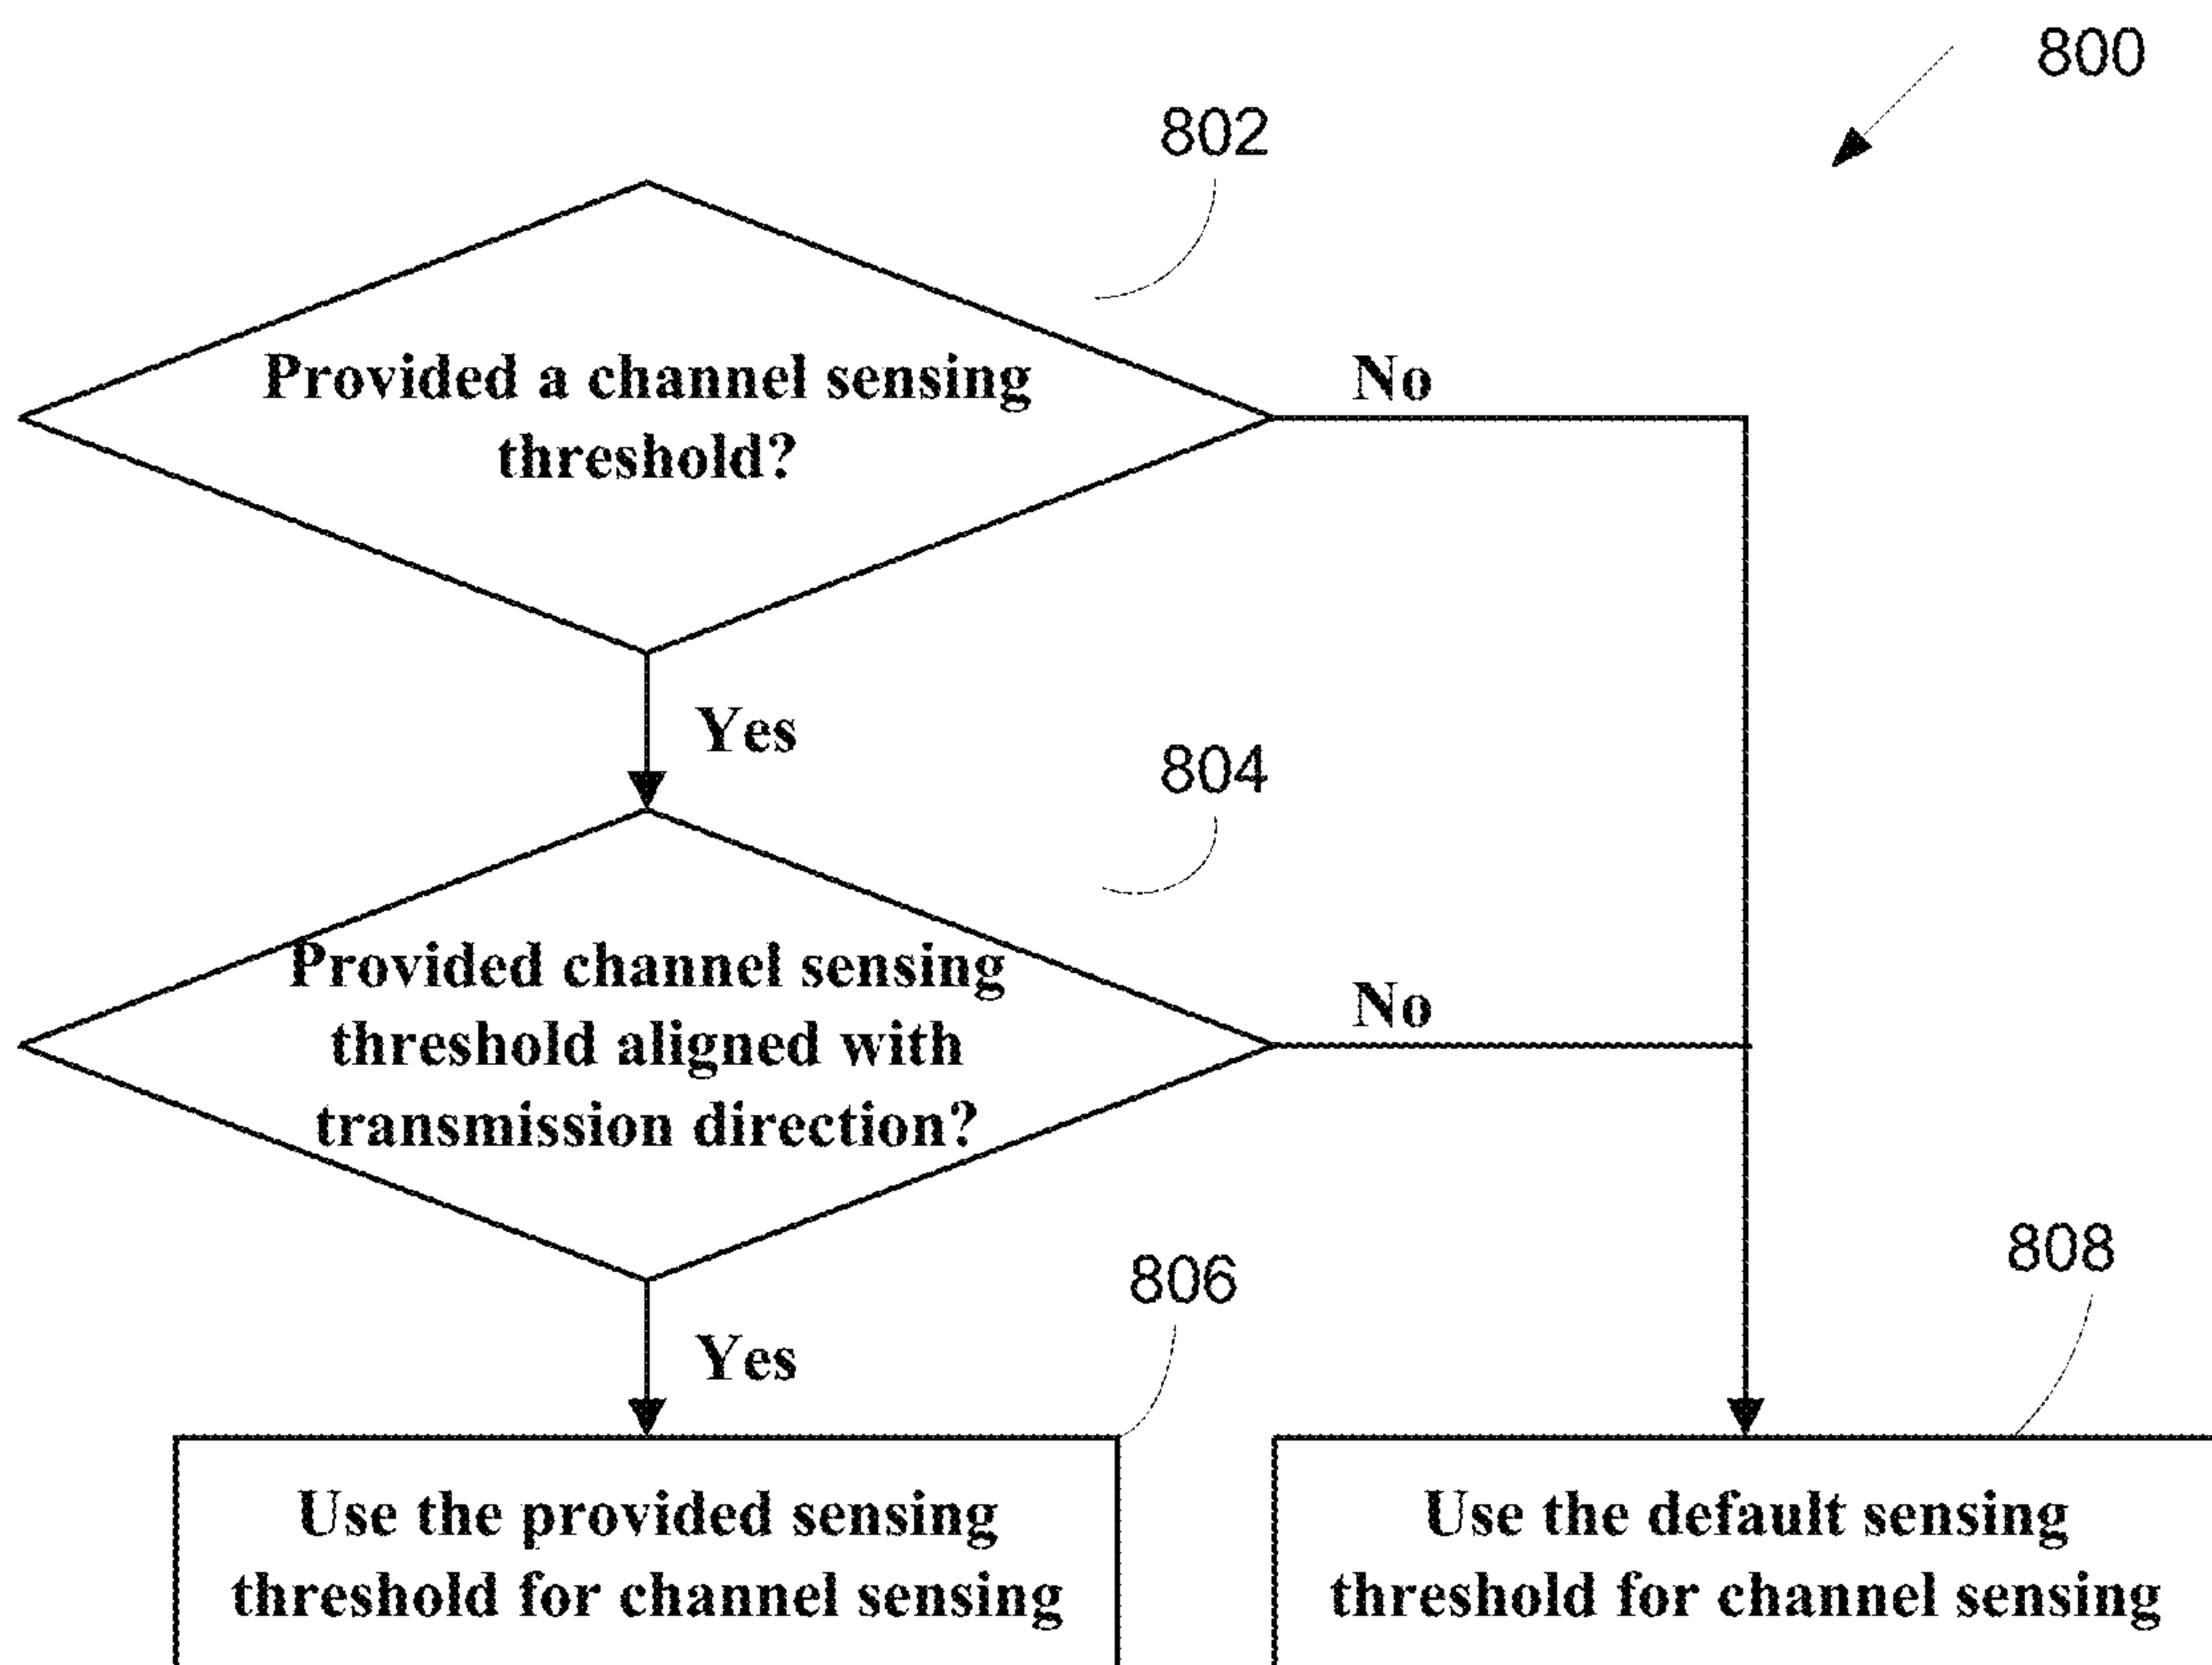 800
802
Provided a channel sensing
threshold?
No
Yes
804
Provided channel sensing
threshold aligned with
transmission direction?
No
Yes
806
808
Use the provided sensing
threshold for channel sensing
Use the default sensing
threshold for channel sensing